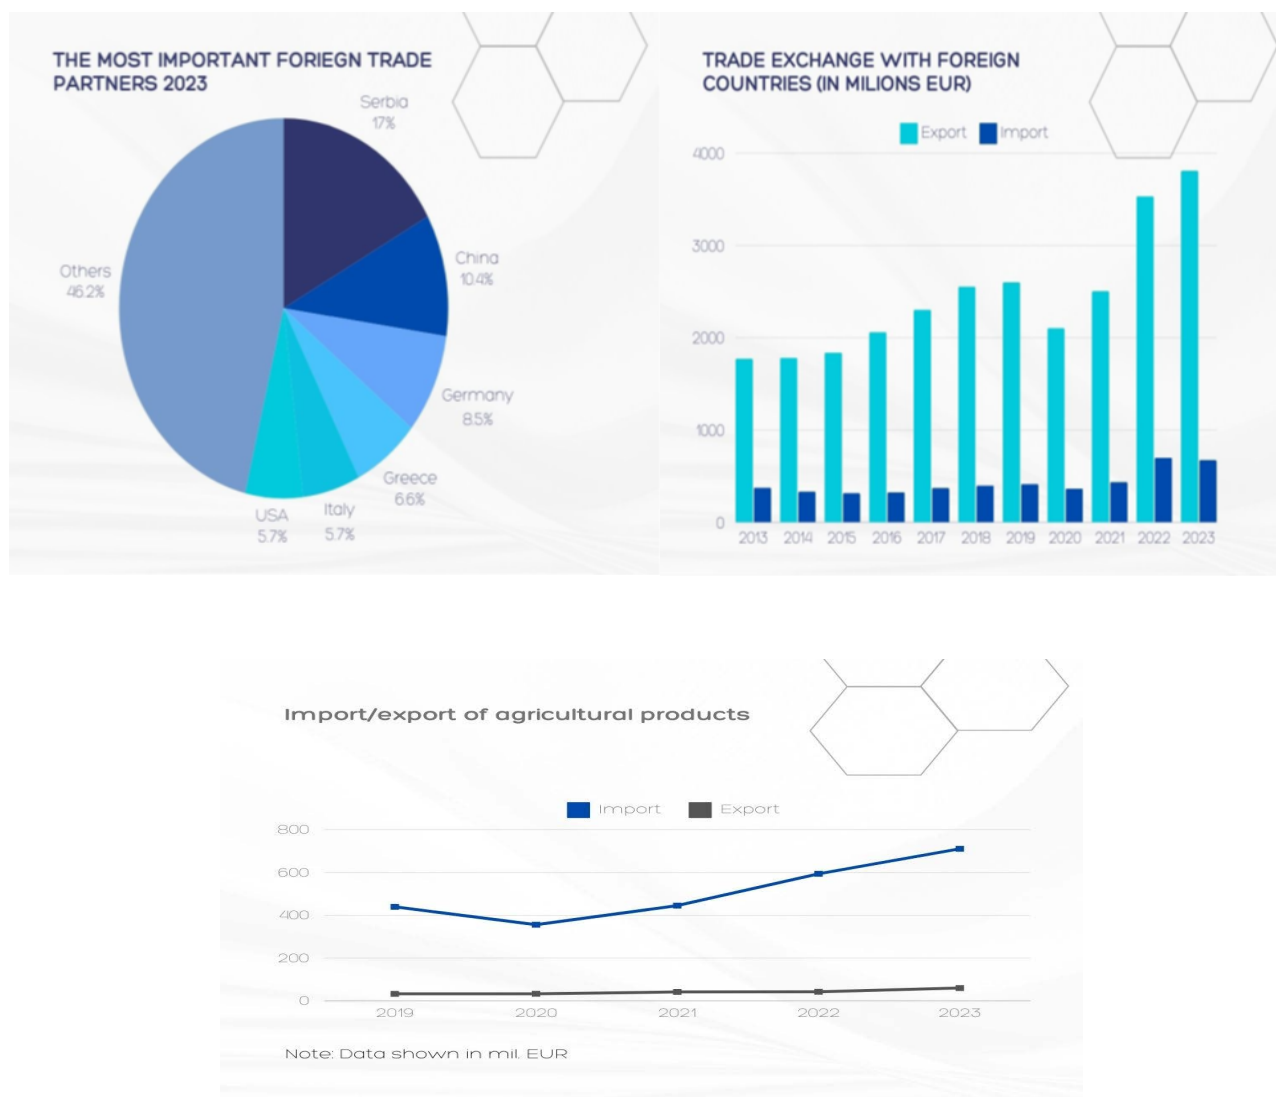 THE MOST IMPORTANT FORIEGN TRADE
PARTNERS 2023
Serbia
17%
China
10.4%
Germany
8.5%
Greece
6.6%
Italy
5.7%
USA
5.7%
Others
46.2%
TRADE EXCHANGE WITH FOREIGN
COUNTRIES (IN MILIONS EUR)
Export Import
4000
3000
2000
1000
0
2013 2014 2015 2016 2017 2018 2019 2020 2021 2022 2023
Import/export of agricultural products
Import Export
800
600
400
200
0
2019 2020 2021 2022 2023
Note: Data shown in mil. EUR